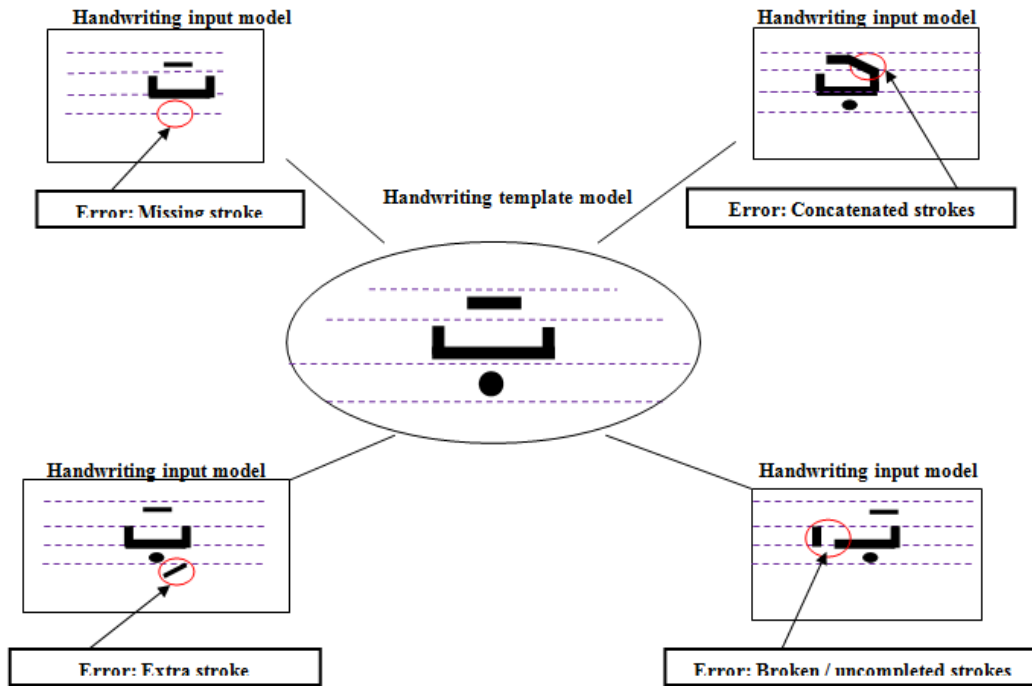 Handwriting input model
Handwriting input model
Error: Missing stroke
Handwriting template model
Error: Concatenated strokes
Handwriting input model
Handwriting input model
Error: Extra stroke
Error: Broken / uncompleted strokes